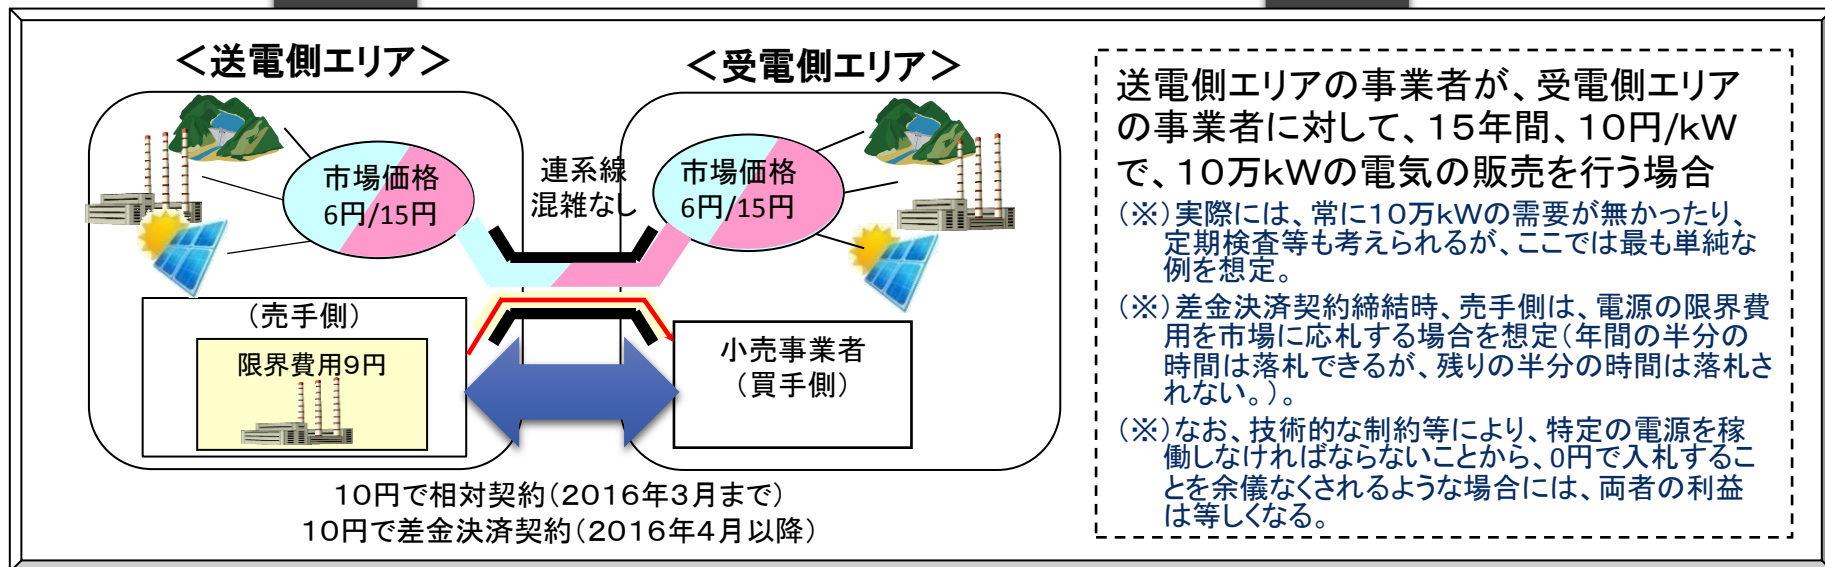 ＜送電側エリア＞
＜受電側エリア＞
市場価格
6円/15円
連系線
混雑なし
市場価格
6円/15円
（売手側）
限界費用９円
小売事業者
（買手側）
１０円で相対契約（２０１６年３月まで）
１０円で差金決済契約（２０１６年４月以降）
送電側エリアの事業者が、受電側エリア
の事業者に対して、１５年間、１０円/kW
で、１０万kWの電気の販売を行う場合
（※）実際には、常に１０万kWの需要が無かったり、
定期検査等も考えられるが、ここでは最も単純な
例を想定。
（※）差金決済契約締結時、売手側は、電源の限界費
用を市場に応札する場合を想定（年間の半分の
時間は落札できるが、残りの半分の時間は落札さ
れない。）。
（※）なお、技術的な制約等により、特定の電源を稼
働しなければならないことから、0円で入札するこ
とを余儀なくされるような場合には、両者の利益
は等しくなる。